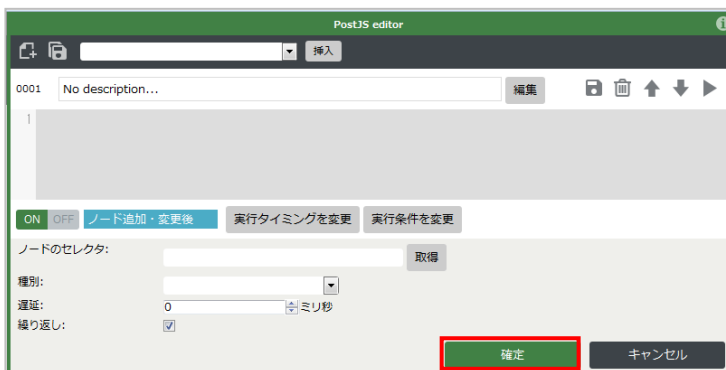 PostJS editor
挿入
0001 No description... 編集
1
ON OFF ノード追加・変更後 実行タイミングを変更 実行条件を変更
ノードのセレクタ: 取得
種別:
遅延: 0 ミリ秒
繰り返し:
確定 キャンセル